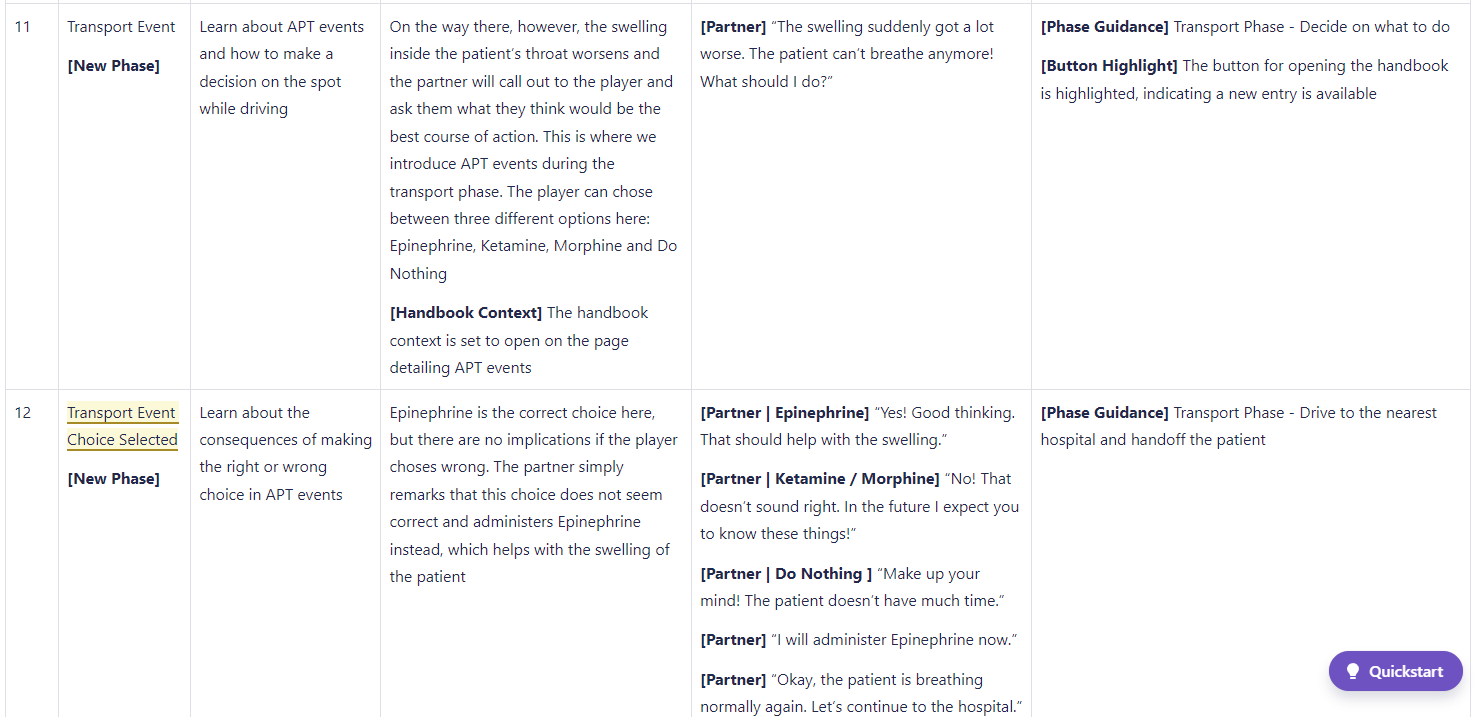 11
Transport Event
[New Phase]
Learn about APT events
and how to make a
decision on the spot
while driving
On the way there, however, the swelling
inside the patient’s throat worsens and
the partner will call out to the player and
ask them what they think would be the
best course of action. This is where we
introduce APT events during the
transport phase. The player can chose
between three different options here:
Epinephrine, Ketamine, Morphine and Do
Nothing
[Handbook Context] The handbook
context is set to open on the page
detailing APT events
[Partner] “The swelling suddenly got a lot
worse. The patient can’t breathe anymore!
What should I do?”
[Phase Guidance] Transport Phase - Decide on what to do
[Button Highlight] The button for opening the handbook
is highlighted, indicating a new entry is available
12
Transport Event
Choice Selected
[New Phase]
Learn about the
consequences of making
the right or wrong
choice in APT events
Epinephrine is the correct choice here,
but there are no implications if the player
choses wrong. The partner simply
remarks that this choice does not seem
correct and administers Epinephrine
instead, which helps with the swelling of
the patient
[Partner | Epinephrine] “Yes! Good thinking.
That should help with the swelling.”
[Partner | Ketamine / Morphine] “No! That
doesn’t sound right. In the future I expect you
to know these things!”
[Partner | Do Nothing ] “Make up your
mind! The patient doesn’t have much time.”
[Partner] “I will administer Epinephrine now.”
[Partner] “Okay, the patient is breathing
normally again. Let’s continue to the hospital.”
[Phase Guidance] Transport Phase - Drive to the nearest
hospital and handoff the patient
Quickstart